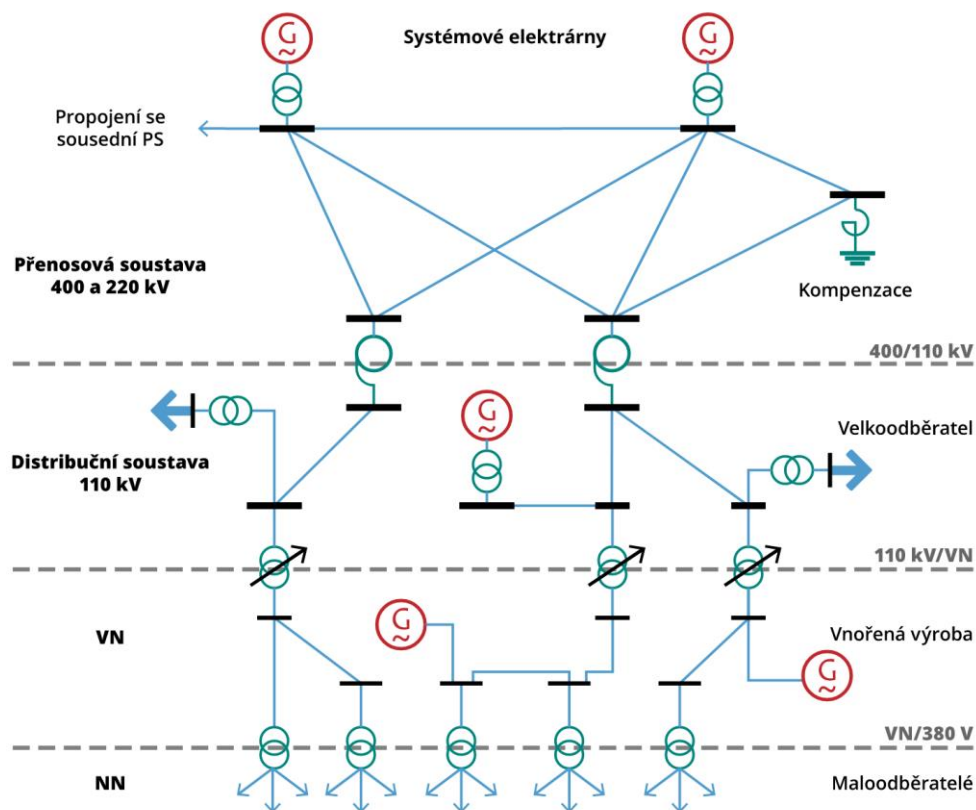 G
~
Systémové elektrárny
G
~
Propojení se
sousední PS
Přenosová soustava
400 a 220 kV
Kompenzace
400/110 kV
G
~
Velkoodběratel
Distribuční soustava
110 kV
110 kV/VN
VN
G
~
Vnořená výroba
G
~
VN/380 V
NN
Maloodběratelé